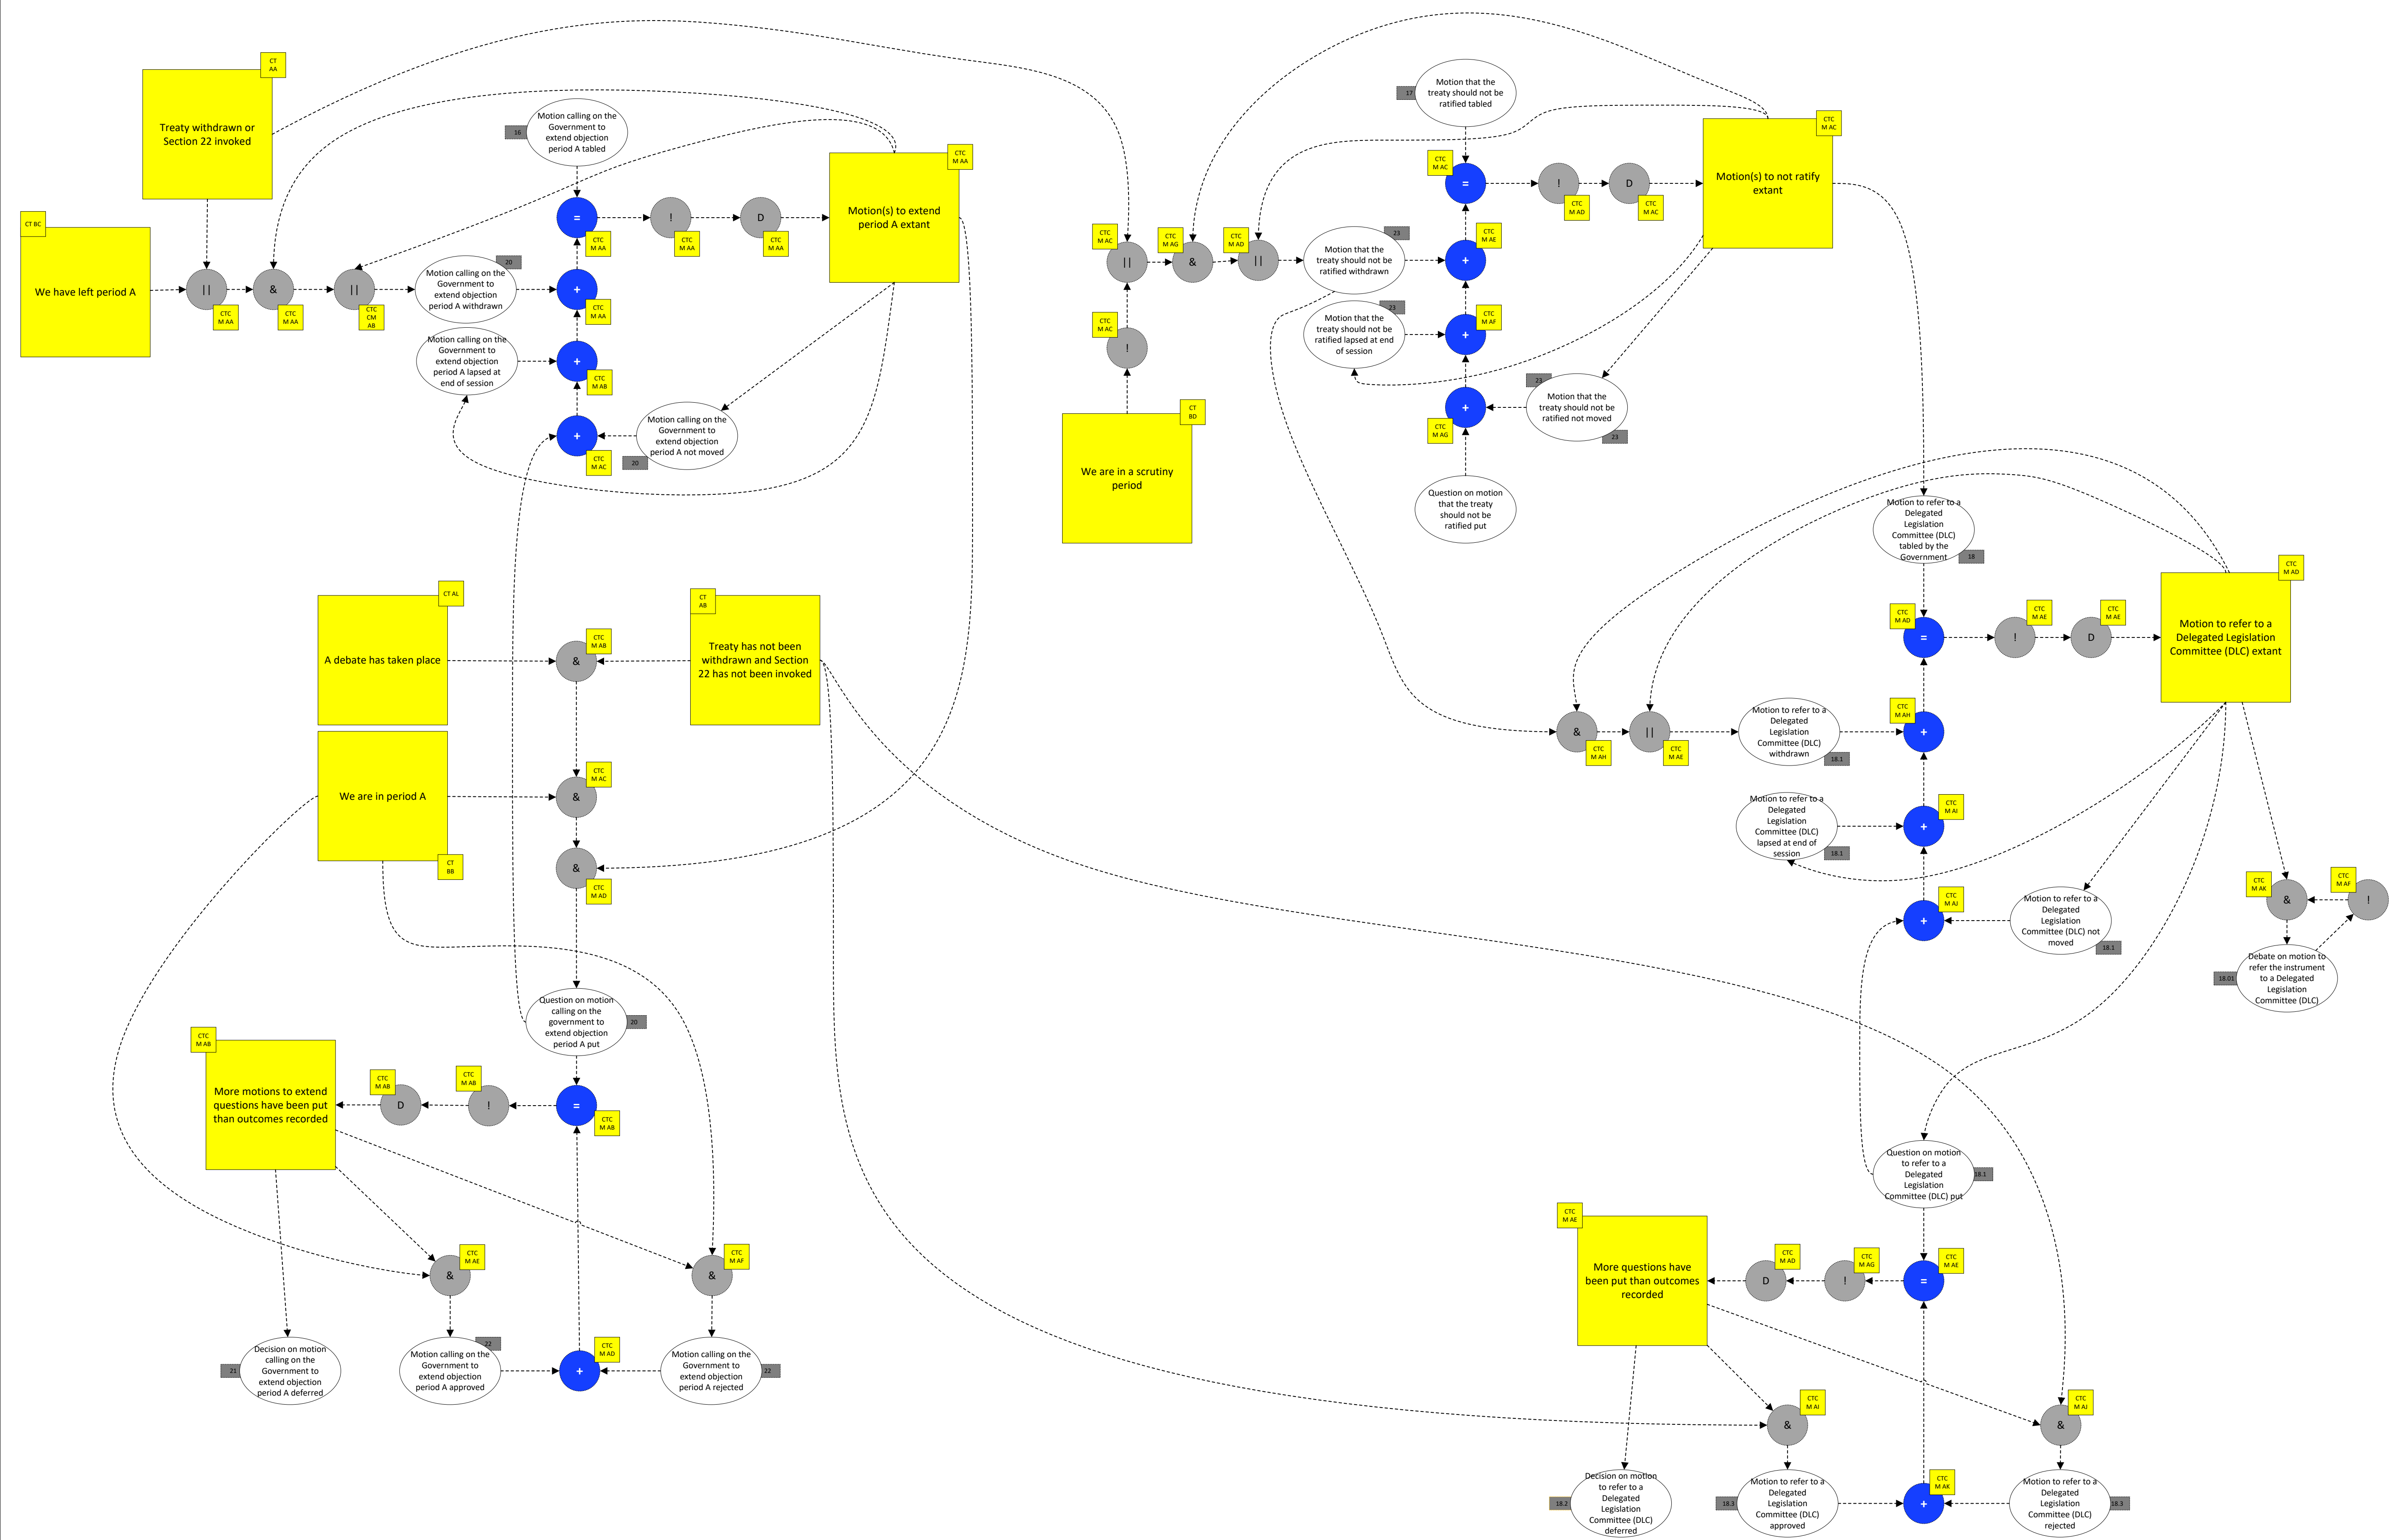 CT
AA
Treaty withdrawn or
Section 22 invoked
CT BC
We have left period A
||
CTC
M AA
&
CTC
M AA
||
CTC
CM
AB
16
Motion calling on the
Government to
extend objection
period A tabled
=
CTC
M AA
!
CTC
M AA
D
CTC
M AA
CTC
M AA
Motion(s) to extend
period A extant
20
Motion calling on the
Government to
extend objection
period A withdrawn
+
CTC
M AA
Motion calling on the
Government to
extend objection
period A lapsed at
end of session
+
CTC
M AB
+
CTC
M AC
Motion calling on the
Government to
extend objection
period A not moved
20
CTC
M AC
||
CTC
M AG
&
CTC
M AD
||
CTC
M AC
!
CT
BD
We are in a scrutiny
period
17
Motion that the
treaty should not be
ratified tabled
CTC
M AC
=
!
CTC
M AD
D
CTC
M AC
CTC
M AC
Motion(s) to not ratify
extant
23
Motion that the
treaty should not be
ratified withdrawn
CTC
M AE
+
23
Motion that the
treaty should not be
ratified lapsed at end
of session
CTC
M AF
+
+
CTC
M AG
23
Motion that the
treaty should not be
ratified not moved
23
Question on motion
that the treaty
should not be
ratified put
Motion to refer to a
Delegated
Legislation
Committee (DLC)
tabled by the
Government
18
CTC
M AD
=
CTC
M AE
!
CTC
M AE
D
CTC
M AD
Motion to refer to a
Delegated Legislation
Committee (DLC) extant
&
CTC
M AH
||
CTC
M AE
Motion to refer to a
Delegated
Legislation
Committee (DLC)
withdrawn
18.1
CTC
M AH
+
Motion to refer to a
Delegated
Legislation
Committee (DLC)
lapsed at end of
session
18.1
CTC
M AI
+
CTC
M AJ
+
Motion to refer to a
Delegated
Legislation
Committee (DLC) not
moved
18.1
CTC
M AK
&
CTC
M AF
!
18.01
Debate on motion to
refer the instrument
to a Delegated
Legislation
Committee (DLC)
CT AL
A debate has taken place
CTC
M AB
&
CT
AB
Treaty has not been
withdrawn and Section
22 has not been invoked
We are in period A
CT
BB
CTC
M AC
&
&
CTC
M AD
Question on motion
calling on the
government to
extend objection
period A put
20
CTC
M AB
More motions to extend
questions have been put
than outcomes recorded
CTC
M AB
D
CTC
M AB
!
=
CTC
M AB
CTC
M AE
&
CTC
M AF
&
21
Decision on motion
calling on the
Government to
extend objection
period A deferred
22
Motion calling on the
Government to
extend objection
period A approved
CTC
M AD
+
Motion calling on the
Government to
extend objection
period A rejected
22
Question on motion
to refer to a
Delegated
Legislation
Committee (DLC) put
18.1
CTC
M AE
More questions have
been put than outcomes
recorded
CTC
M AD
D
CTC
M AG
!
CTC
M AE
=
CTC
M AI
&
CTC
M AJ
&
18.2
Decision on motion
to refer to a
Delegated
Legislation
Committee (DLC)
deferred
18.3
Motion to refer to a
Delegated
Legislation
Committee (DLC)
approved
CTC
M AK
+
Motion to refer to a
Delegated
Legislation
Committee (DLC)
rejected
18.3